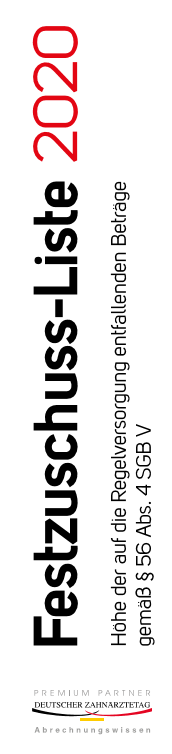 Festzuschuss-Liste 2020
Höhe der auf die Regelversorgung entfallenden Beträge
gemäß § 56 Abs. 4 SGB V
PREMIUM PARTNER
DEUTSCHER ZAHNÄRZTETAG
Abrechnungswissen